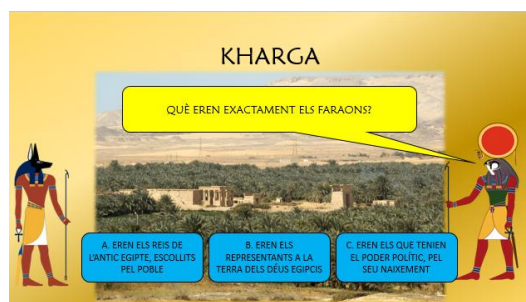 KHARGA
QUÈ EREN EXACTAMENT ELS FARAONS?
A. EREN ELS REIS DE
L'ANTIC EGIPTE, ESCOLLITS
PEL POBLE
B. EREN ELS
REPRESENTANTS A LA
TERRA DELS DÉUS EGIPCIS
C. EREN ELS QUE TENIEN
EL PODER POLÍTIC, PEL
SEU NAIXEMENT